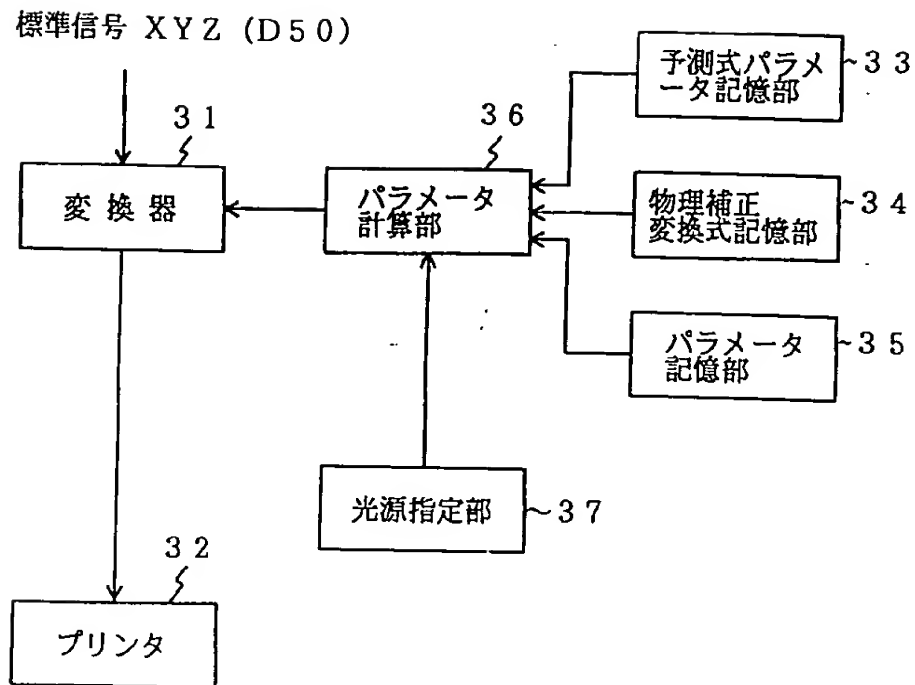 標準信号 XYZ (D50)
31
変換器
36
パラメータ
計算部
予測式パラメ
ータ記憶部
~33
物理補正
変換式記憶部
~34
パラメータ
記憶部
~35
光源指定部
~37
32
プリンタ